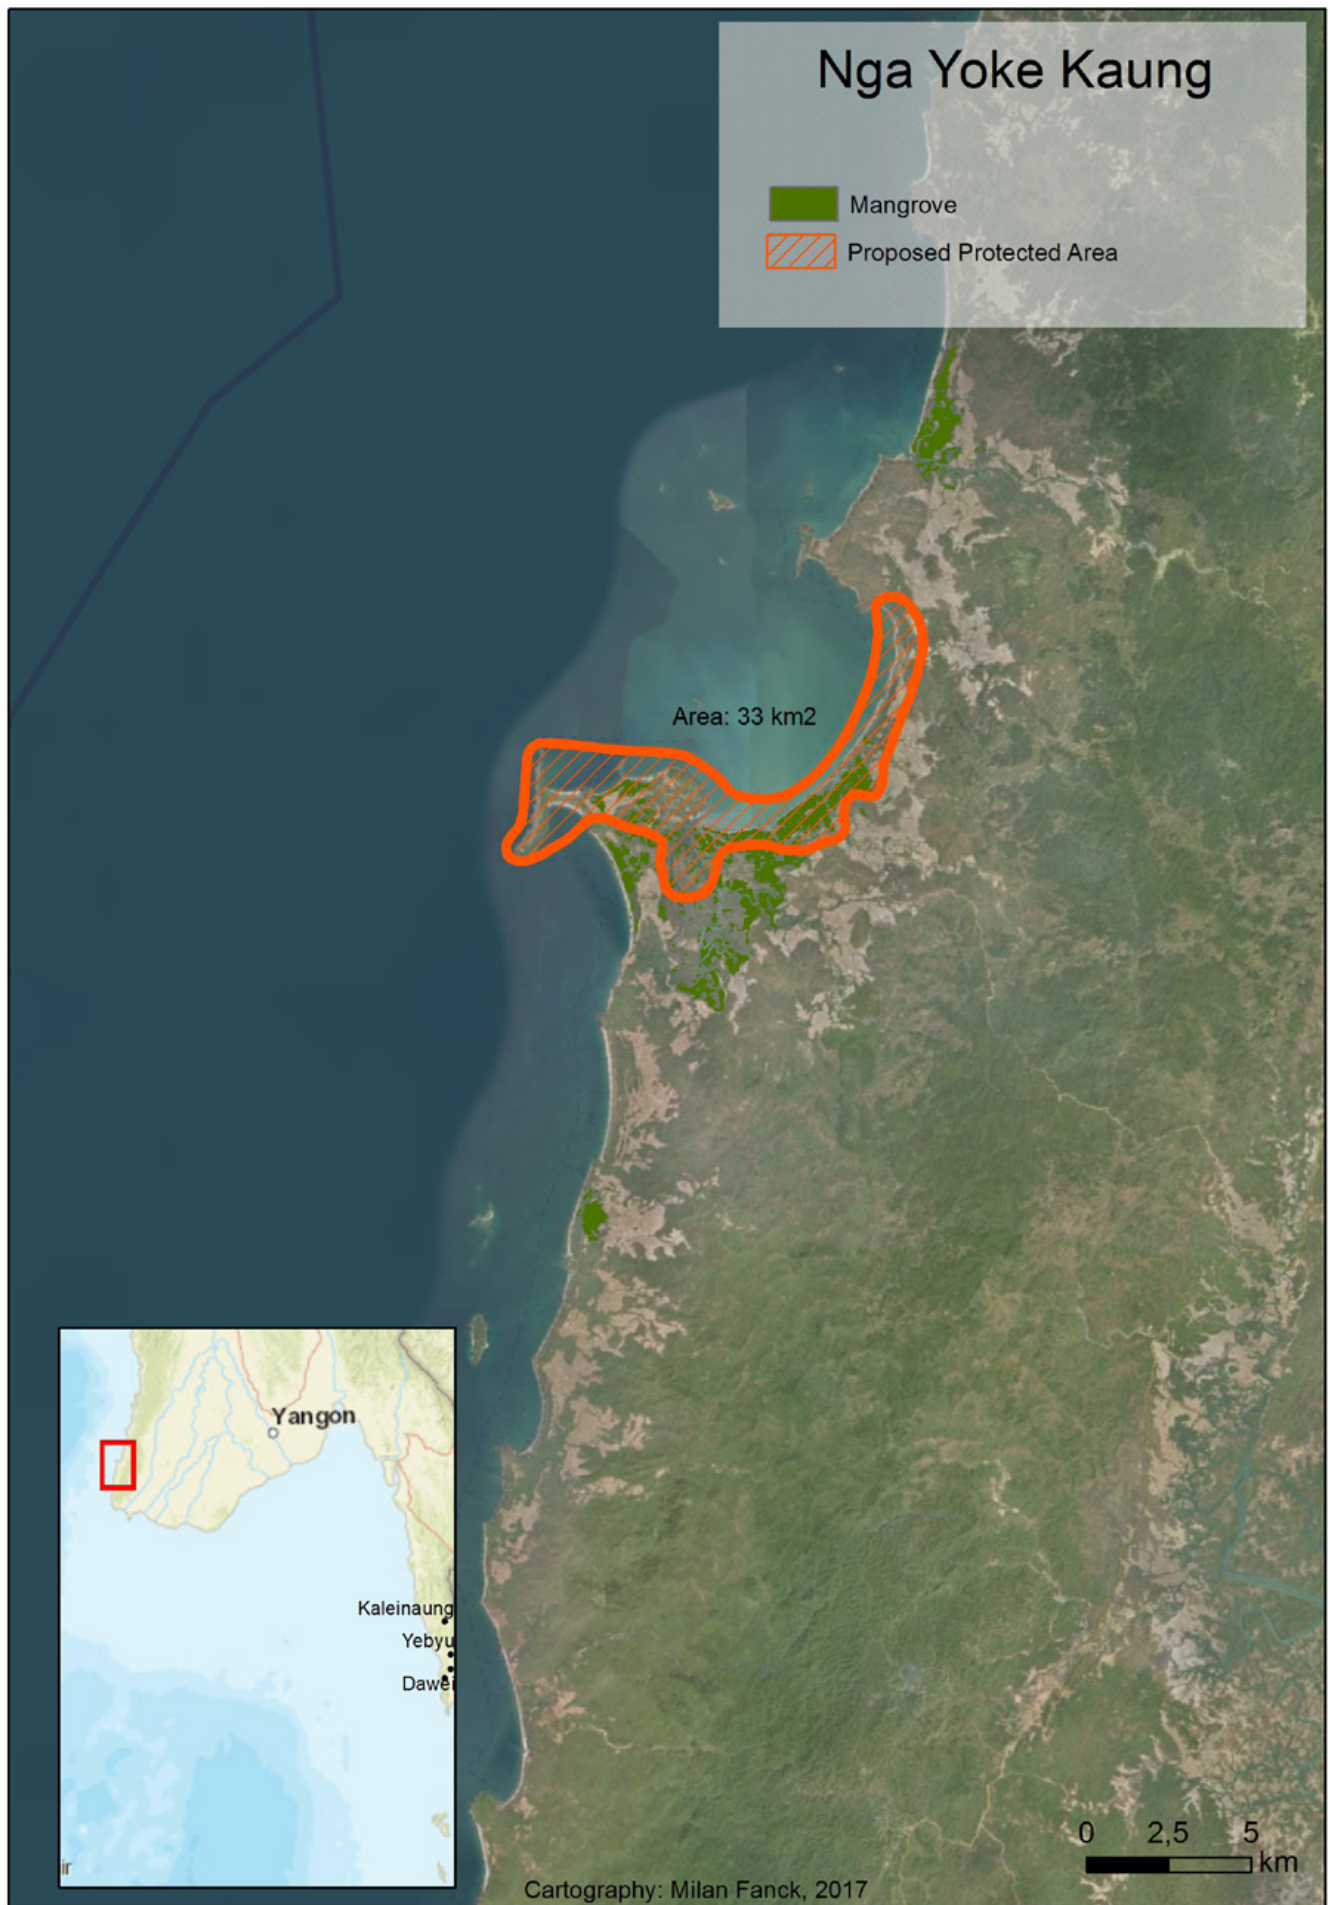 Nga Yoke Kaung
Mangrove
Proposed Protected Area
Area: 33 km2
Yangon
Kaleinaung
Yebyu
Dawei
ir
0 2,5 5
km
Cartography: Milan Fanck, 2017